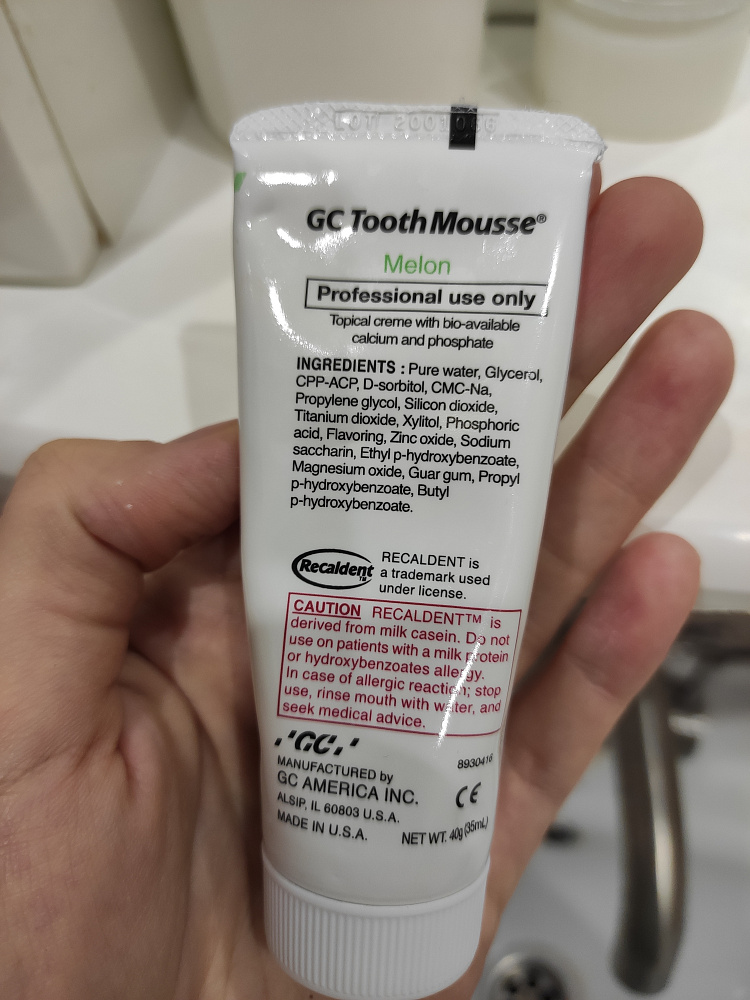 LOT 2001
GC Tooth Mousse®
Melon
Professional use only
Topical creme with bio-available
calcium and phosphate
INGREDIENTS : Pure water, Glycerol,
CPP-ACP, D-sorbitol, CMC-Na,
Propylene glycol, Silicon dioxide,
Titanium dioxide, Xylitol, Phosphoric
acid, Flavoring, Zinc oxide, Sodium
saccharin, Ethyl p-hydroxybenzoate,
Magnesium oxide, Guar gum, Propyl
p-hydroxybenzoate, Butyl
p-hydroxybenzoate.
Recaldent™
RECALDENT is
a trademark used
under license.
CAUTION RECALDENT™ is
derived from milk casein. Do not
use on patients with a milk protein
or hydroxybenzoates allergy.
In case of allergic reaction; stop
use, rinse mouth with water, and
seek medical advice.
'GC'
8930416
MANUFACTURED by
GC AMERICA INC.
ALSIP, IL 60803 U.S.A.
MADE IN U.S.A.
CE
NET WT. 40g (35mL)